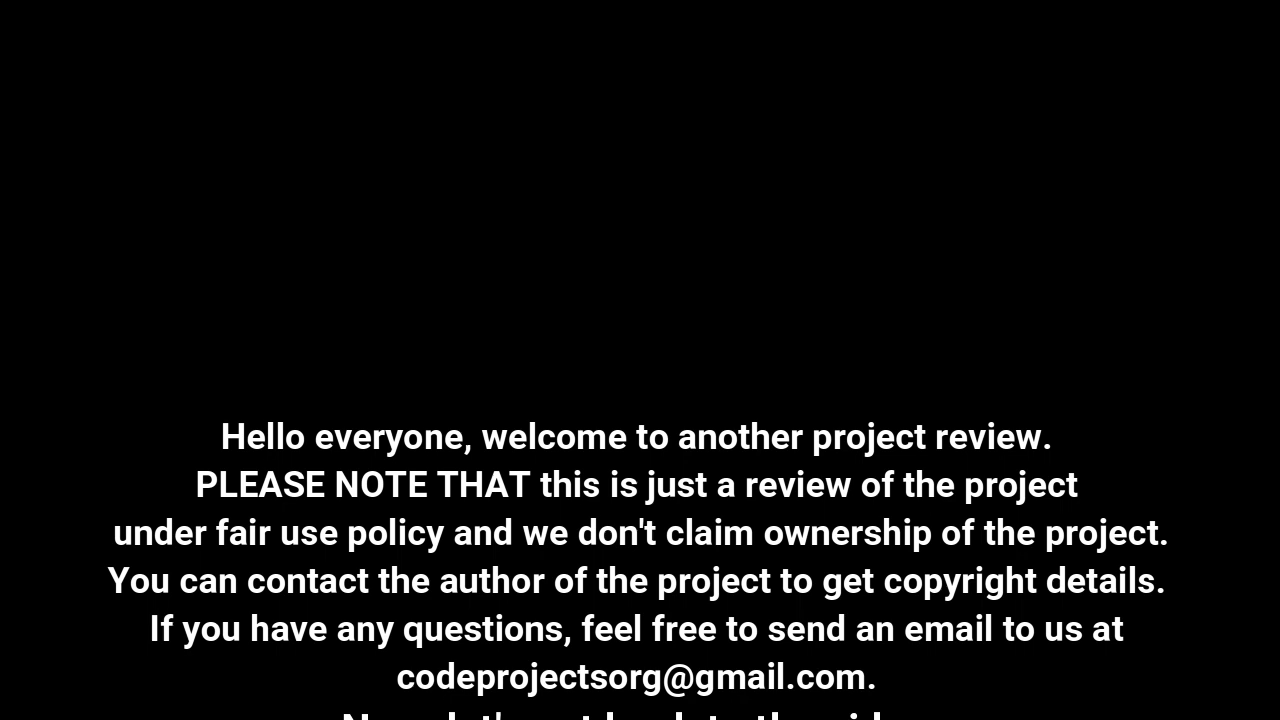 Hello everyone, welcome to another project review.
PLEASE NOTE THAT this is just a review of the project
under fair use policy and we don't claim ownership of the project.
You can contact the author of the project to get copyright details.
If you have any questions, feel free to send an email to us at
codeprojectsorg@gmail.com.